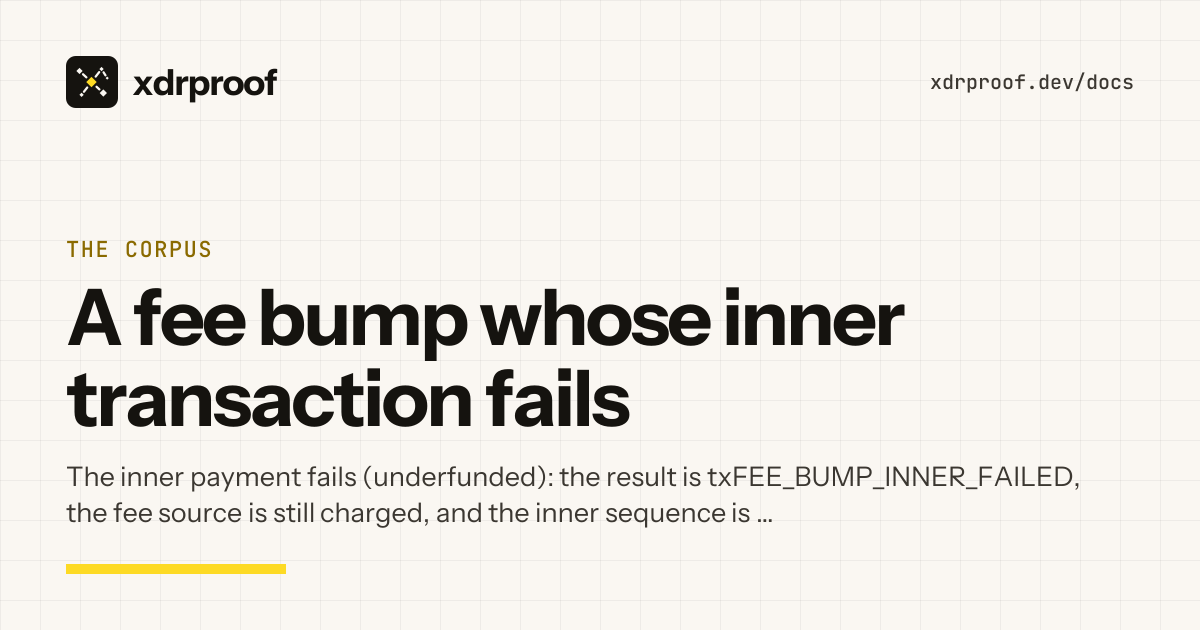 xdrproof
xdrproof.dev/docs
THE CORPUS
A fee bump whose inner
transaction fails
The inner payment fails (underfunded): the result is txFEE_BUMP_INNER_FAILED,
the fee source is still charged, and the inner sequence is ...